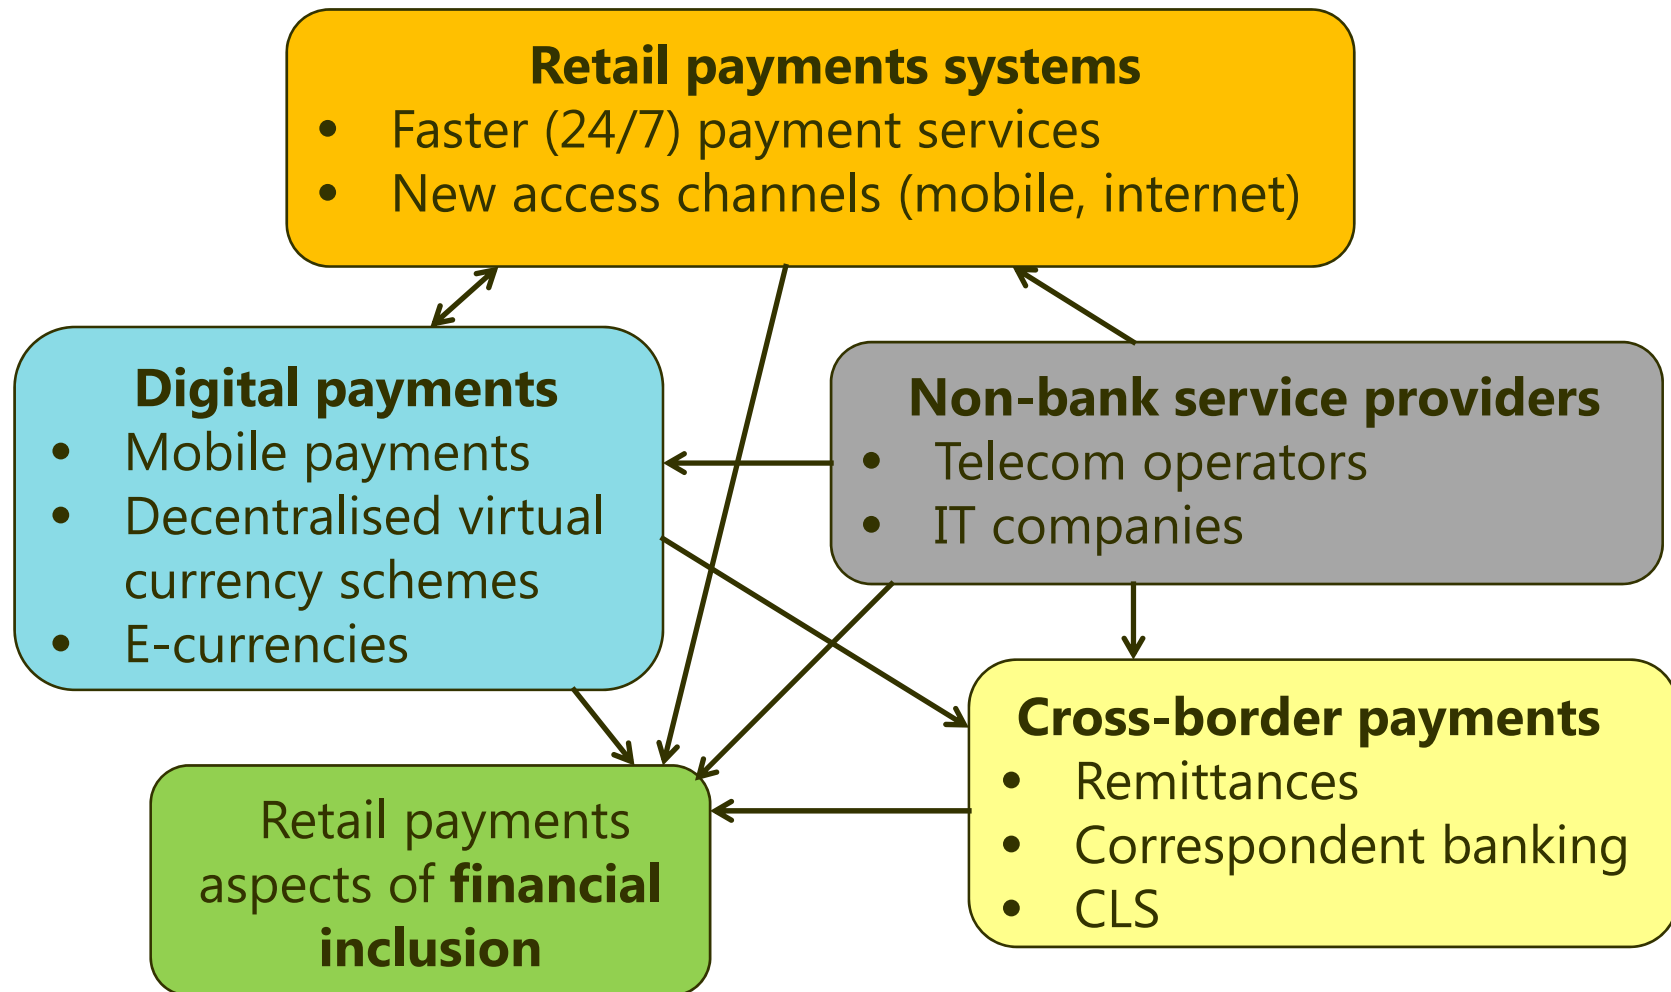 Retail payments systems
• Faster (24/7) payment services
• New access channels (mobile, internet)
Digital payments
• Mobile payments
• Decentralised virtual
currency schemes
• E-currencies
Non-bank service providers
• Telecom operators
• IT companies
Cross-border payments
• Remittances
• Correspondent banking
• CLS
Retail payments
aspects of financial
inclusion